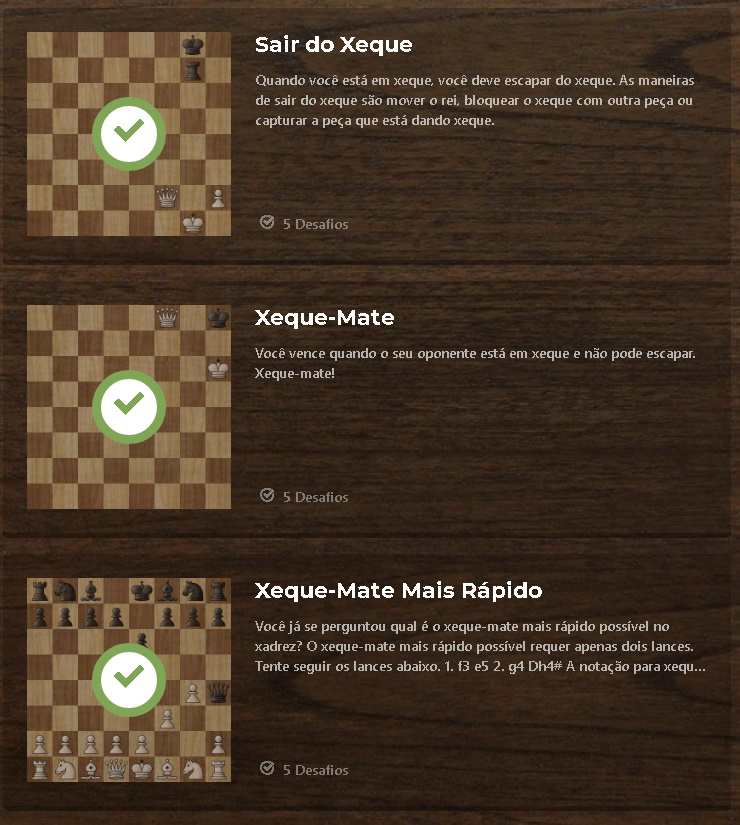 Sair do Xeque
Quando você está em xeque, você deve escapar do xeque. As maneiras
de sair do xeque são mover o rei, bloquear o xeque com outra peça ou
capturar a peça que está dando xeque.
5 Desafios
Xeque-Mate
Você vence quando o seu oponente está em xeque e não pode escapar.
Xeque-mate!
5 Desafios
Xeque-Mate Mais Rápido
Você já se perguntou qual é o xeque-mate mais rápido possível no
xadrez? O xeque-mate mais rápido possível requer apenas dois lances.
Tente seguir os lances abaixo. 1. f3 e5 2. g4 Dh4# A notação para xequ...
5 Desafios